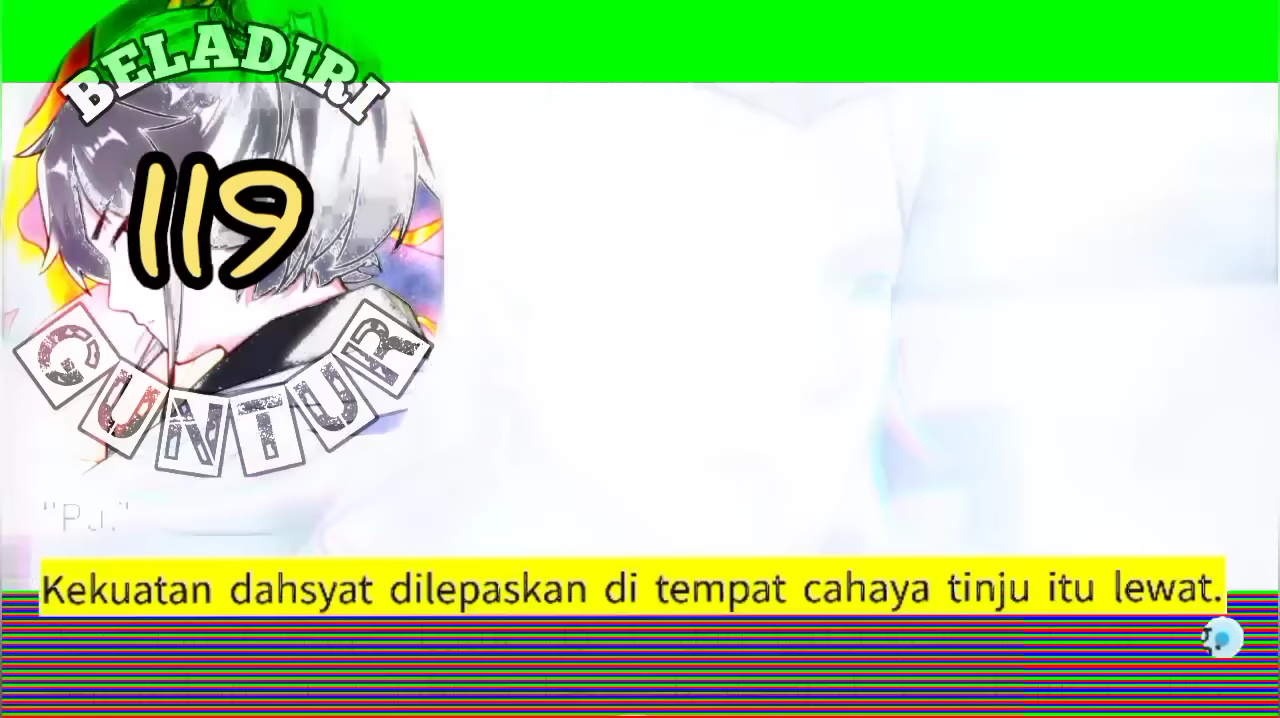 BELADIRI
119
GUNTUR
Kekuatan dahsyat dilepaskan di tempat cahaya tinju itu lewat.